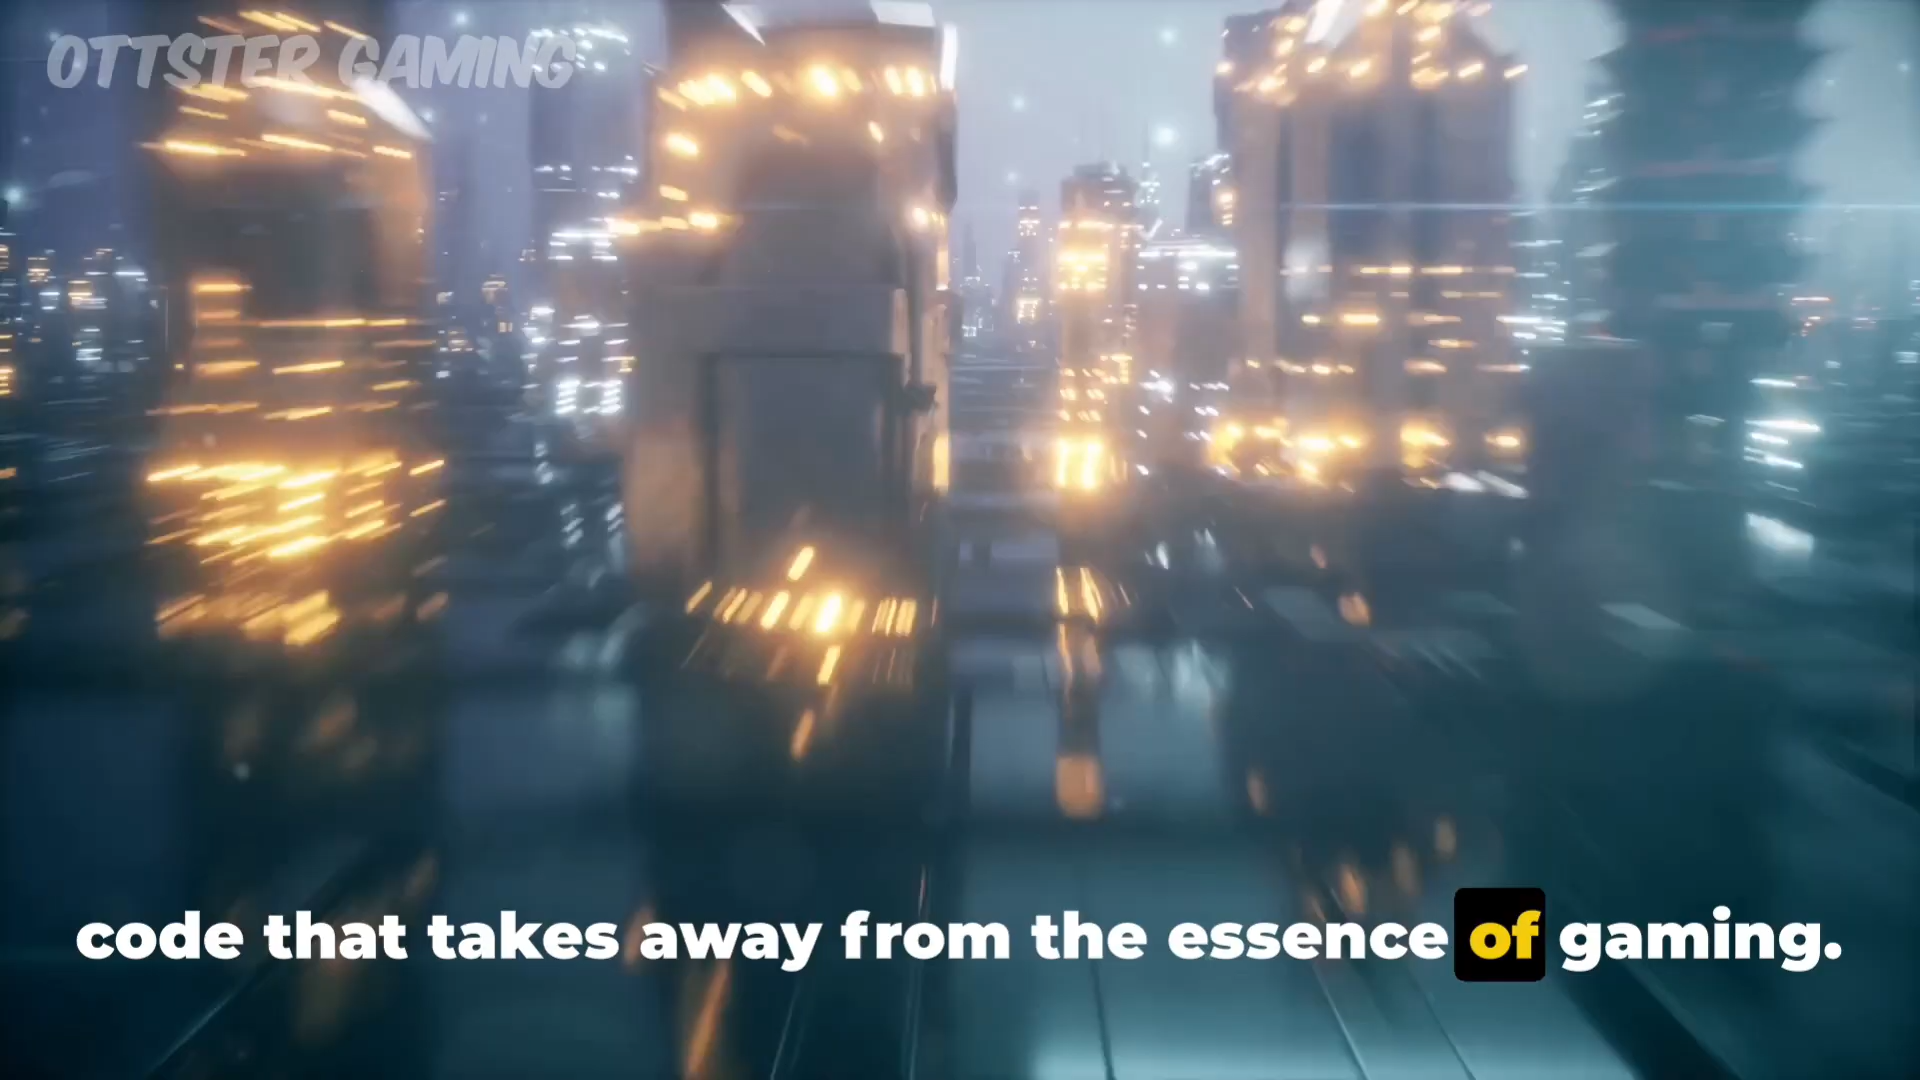 OTTSTER GAMING
code that takes away from the essence of gaming.